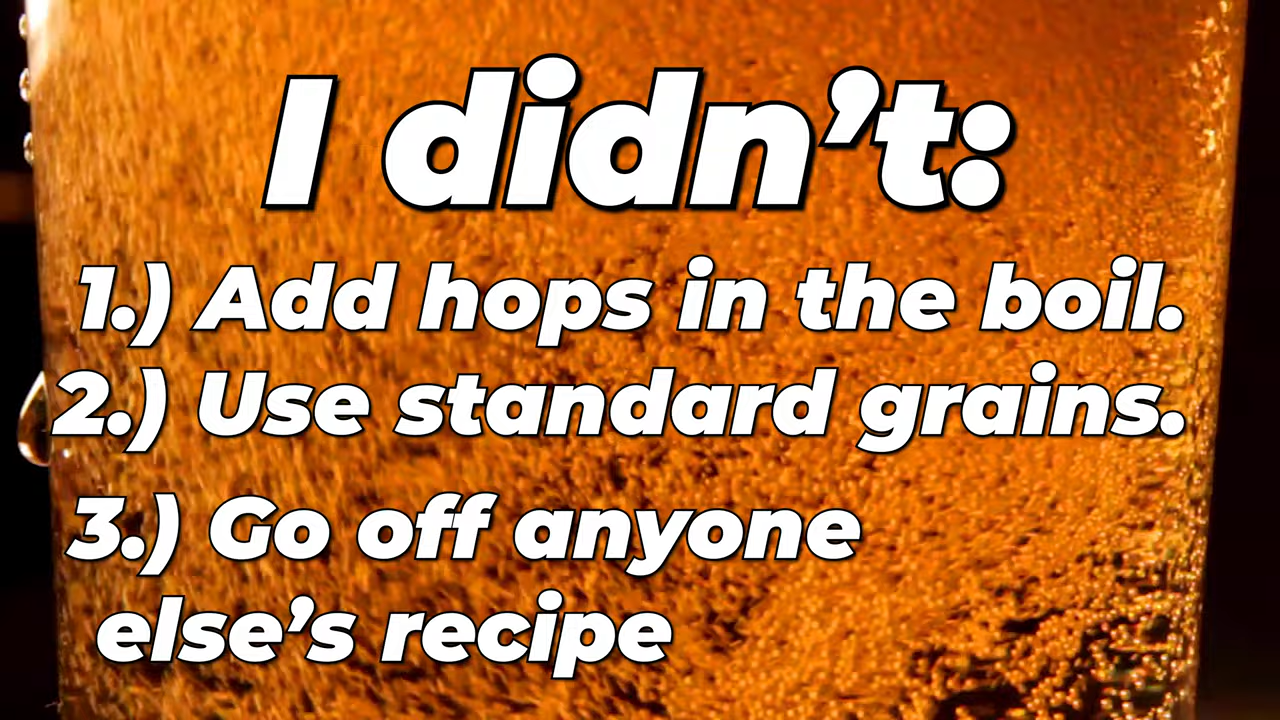 I didn’t:
1.) Add hops in the boil.
2.) Use standard grains.
3.) Go off anyone
else’s recipe